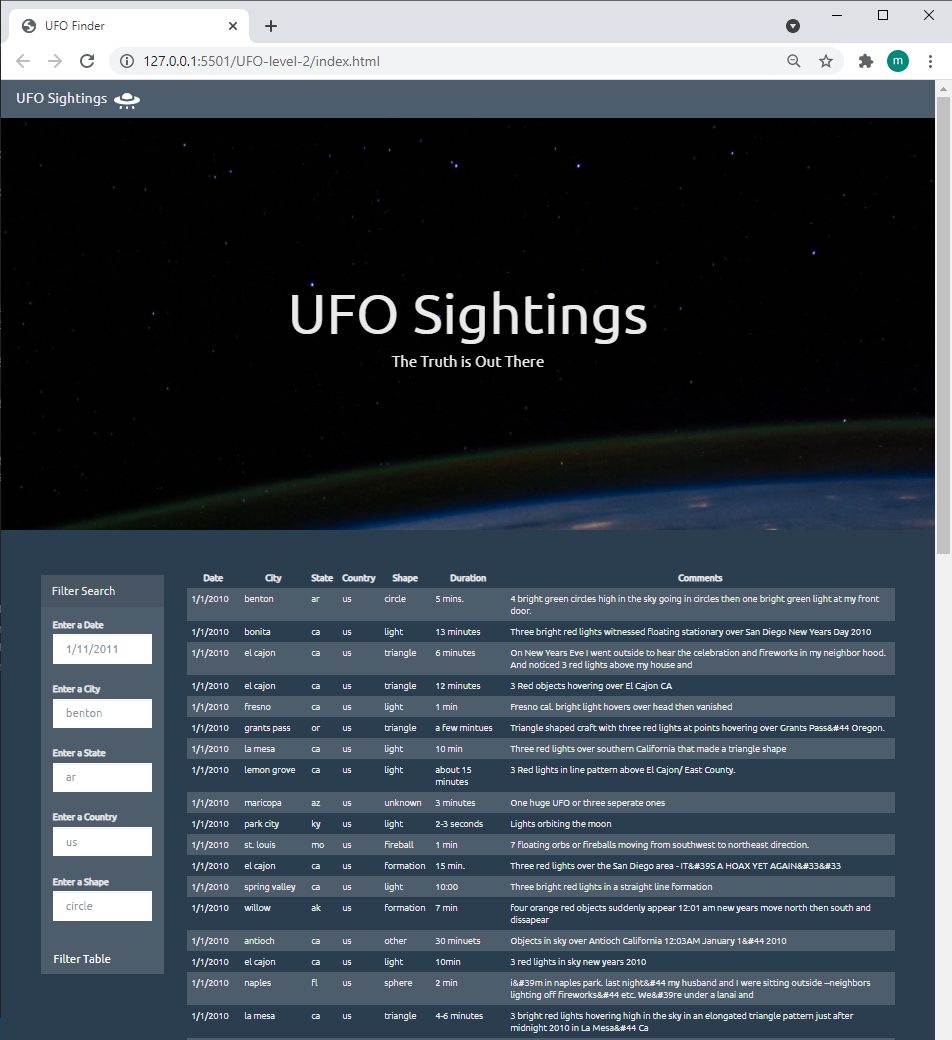 UFO Finder
127.0.0.1:5501/UFO-level-2/index.html
m
UFO Sightings
UFO Sightings
The Truth is Out There
Filter Search
Enter a Date
1/11/2011
Enter a City
benton
Enter a State
ar
Enter a Country
us
Enter a Shape
circle
Filter Table
Date City State Country Shape Duration Comments
1/1/2010 benton ar us circle 5 mins. 4 bright green circles high in the sky going in circles then one bright green light at my front
door.
1/1/2010 bonita ca us light 13 minutes Three bright red lights witnessed floating stationary over San Diego New Years Day 2010
1/1/2010 el cajon ca us triangle 6 minutes On New Years Eve I went outside to hear the celebration and fireworks in my neighbor hood.
And noticed 3 red lights above my house and
1/1/2010 el cajon ca us triangle 12 minutes 3 Red objects hovering over El Cajon CA
1/1/2010 fresno ca us light 1 min Fresno cal. bright light hovers over head then vanished
1/1/2010 grants pass or us triangle a few mintues Triangle shaped craft with three red lights at points hovering over Grants Pass&#44 Oregon.
1/1/2010 la mesa ca us light 10 min Three red lights over southern California that made a triangle shape
1/1/2010 lemon grove ca us light about 15 3 Red lights in line pattern above El Cajon/ East County.
minutes
1/1/2010 maricopa az us unknown 3 minutes One huge UFO or three seperate ones
1/1/2010 park city ky us light 2-3 seconds Lights orbiting the moon
1/1/2010 st. louis mo us fireball 1 min 7 floating orbs or fireballs moving from southwest to northeast direction.
1/1/2010 el cajon ca us formation 15 min. Three red lights over the San Diego area - IT&#39S A HOAX YET AGAIN&#33&#33
1/1/2010 spring valley ca us light 10:00 Three bright red lights in a straight line formation
1/1/2010 willow ak us formation 7 min four orange red objects suddenly appear 12:01 am new years move north then south and
dissapear
1/1/2010 antioch ca us other 30 minuets Objects in sky over Antioch California 12:03AM January 1&#44 2010
1/1/2010 el cajon ca us light 10min 3 red lights in sky new years 2010
1/1/2010 naples fl us sphere 2 min i&#39m in naples park. last night&#44 my husband and I were sitting outside --neighbors
lighting off fireworks&#44 etc. We&#39re under a lanai and
1/1/2010 la mesa ca us triangle 4-6 minutes 3 bright red lights hovering high in the sky in an elongated triangle pattern just after
midnight 2010 in La Mesa&#44 Ca